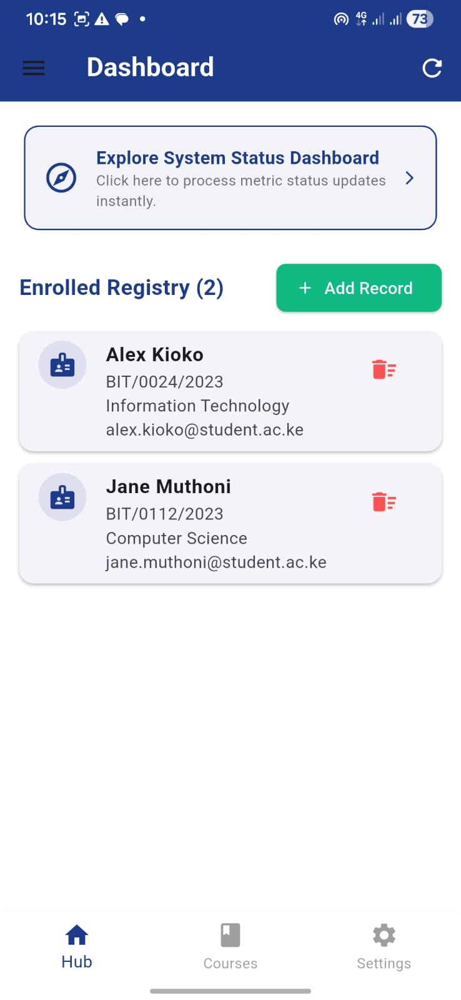 10:15
4G
73
Dashboard
Explore System Status Dashboard
Click here to process metric status updates
instantly.
Enrolled Registry (2)
+ Add Record
Alex Kioko
BIT/0024/2023
Information Technology
alex.kioko@student.ac.ke
Jane Muthoni
BIT/0112/2023
Computer Science
jane.muthoni@student.ac.ke
Hub
Courses
Settings